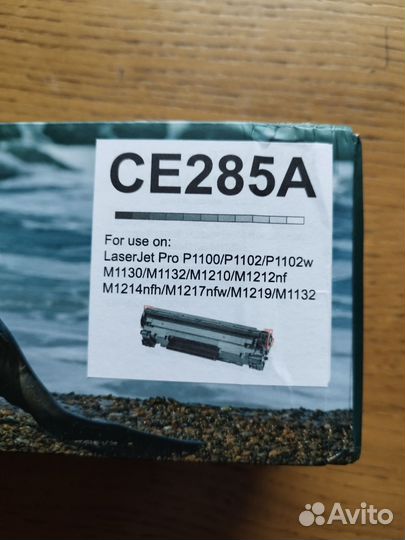 CE285A
For use on:
LaserJet Pro P1100/P1102/P1102w
M1130/M1132/M1210/M1212nf
M1214nfh/M1217nfw/M1219/M1132
Avito